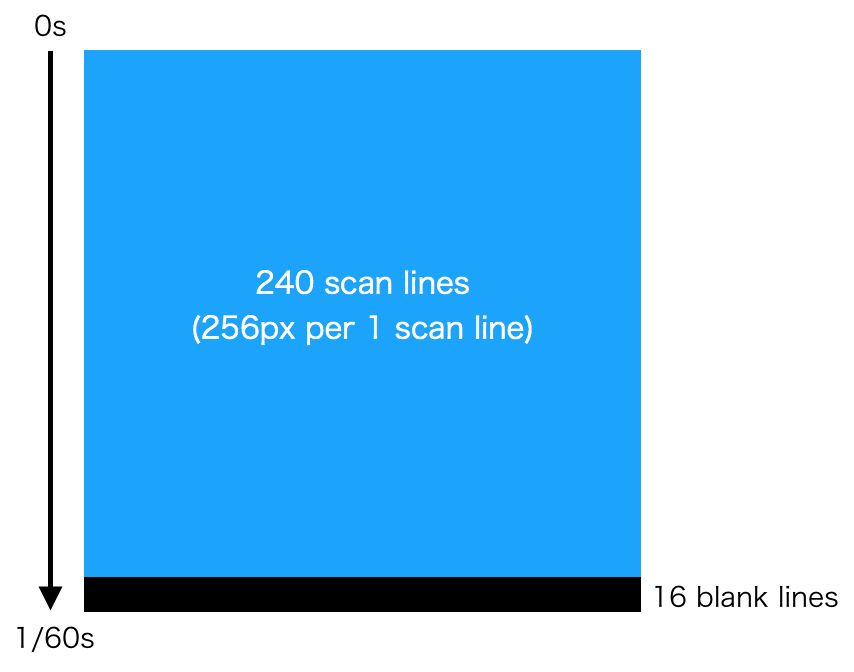 0s
240 scan lines
(256px per 1 scan line)
16 blank lines
1/60s